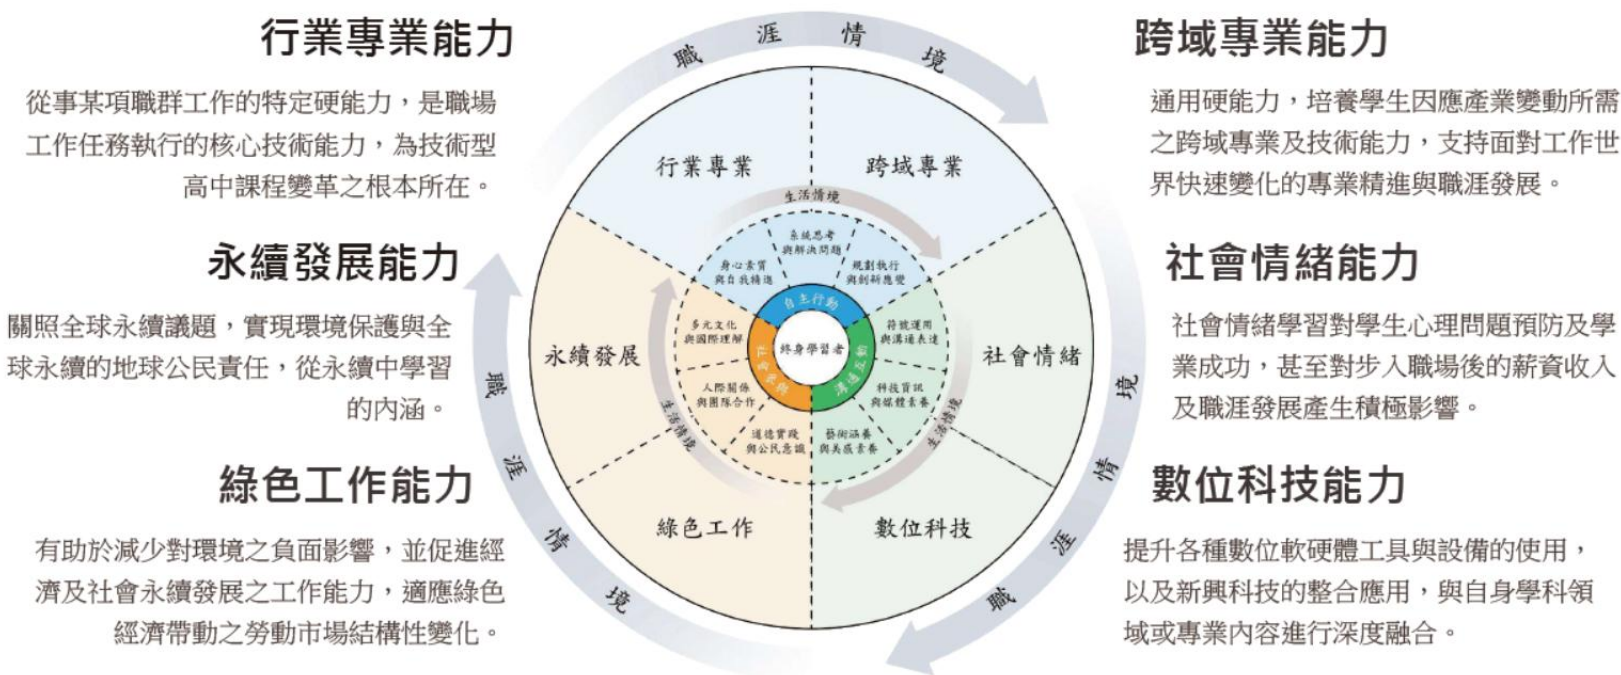 行業專業能力
從事某項職群工作的特定硬能力，是職場
工作任務執行的核心技術能力，為技術型
高中課程變革之根本所在。
永續發展能力
關照全球永續議題，實現環境保護與全
球永續的地球公民責任，從永續中學習
的內涵。
綠色工作能力
有助於減少對環境之負面影響，並促進經
濟及社會永續發展之工作能力，適應綠色
經濟帶動之勞動市場結構性變化。
職涯情境
行業專業
跨域專業
生活情境
系統思考
與解決問題
身心素質
與自我精進
規劃執行
與創新應變
自主行動
多元文化
與國際理解
符號運用
與溝通表達
永續發展
社會參與
終身學習者
溝通互動
社會情緒
人際關係
與團隊合作
科技資訊
與媒體素養
生活情境
道德實踐
與公民意識
藝術涵養
與美感素養
生活情境
綠色工作
數位科技
職涯情境
職涯情境
跨域專業能力
通用硬能力，培養學生因應產業變動所需
之跨域專業及技術能力，支持面對工作世
界快速變化的專業精進與職涯發展。
社會情緒能力
社會情緒學習對學生心理問題預防及學
業成功，甚至對步入職場後的薪資收入
及職涯發展產生積極影響。
數位科技能力
提升各種數位軟硬體工具與設備的使用，
以及新興科技的整合應用，與自身學科領
域或專業內容進行深度融合。